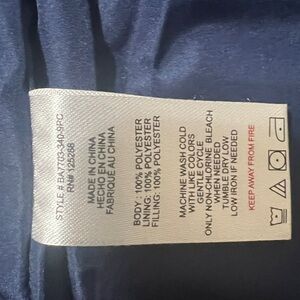 STYLE # BA7703-340-9PC
RN# 125098
MADE IN CHINA
HECHO EN CHINA
FABRIQUÉ AU CHINA
BODY: 100% POLYESTER
LINING: 100% POLYESTER
FILLING: 100% POLYESTER
MACHINE WASH COLD
WITH LIKE COLORS
GENTLE CYCLE
ONLY NON-CHLORINE BLEACH
WHEN NEEDED
TUMBLE DRY LOW
LOW IRON IF NEEDED
KEEP AWAY FROM FIRE